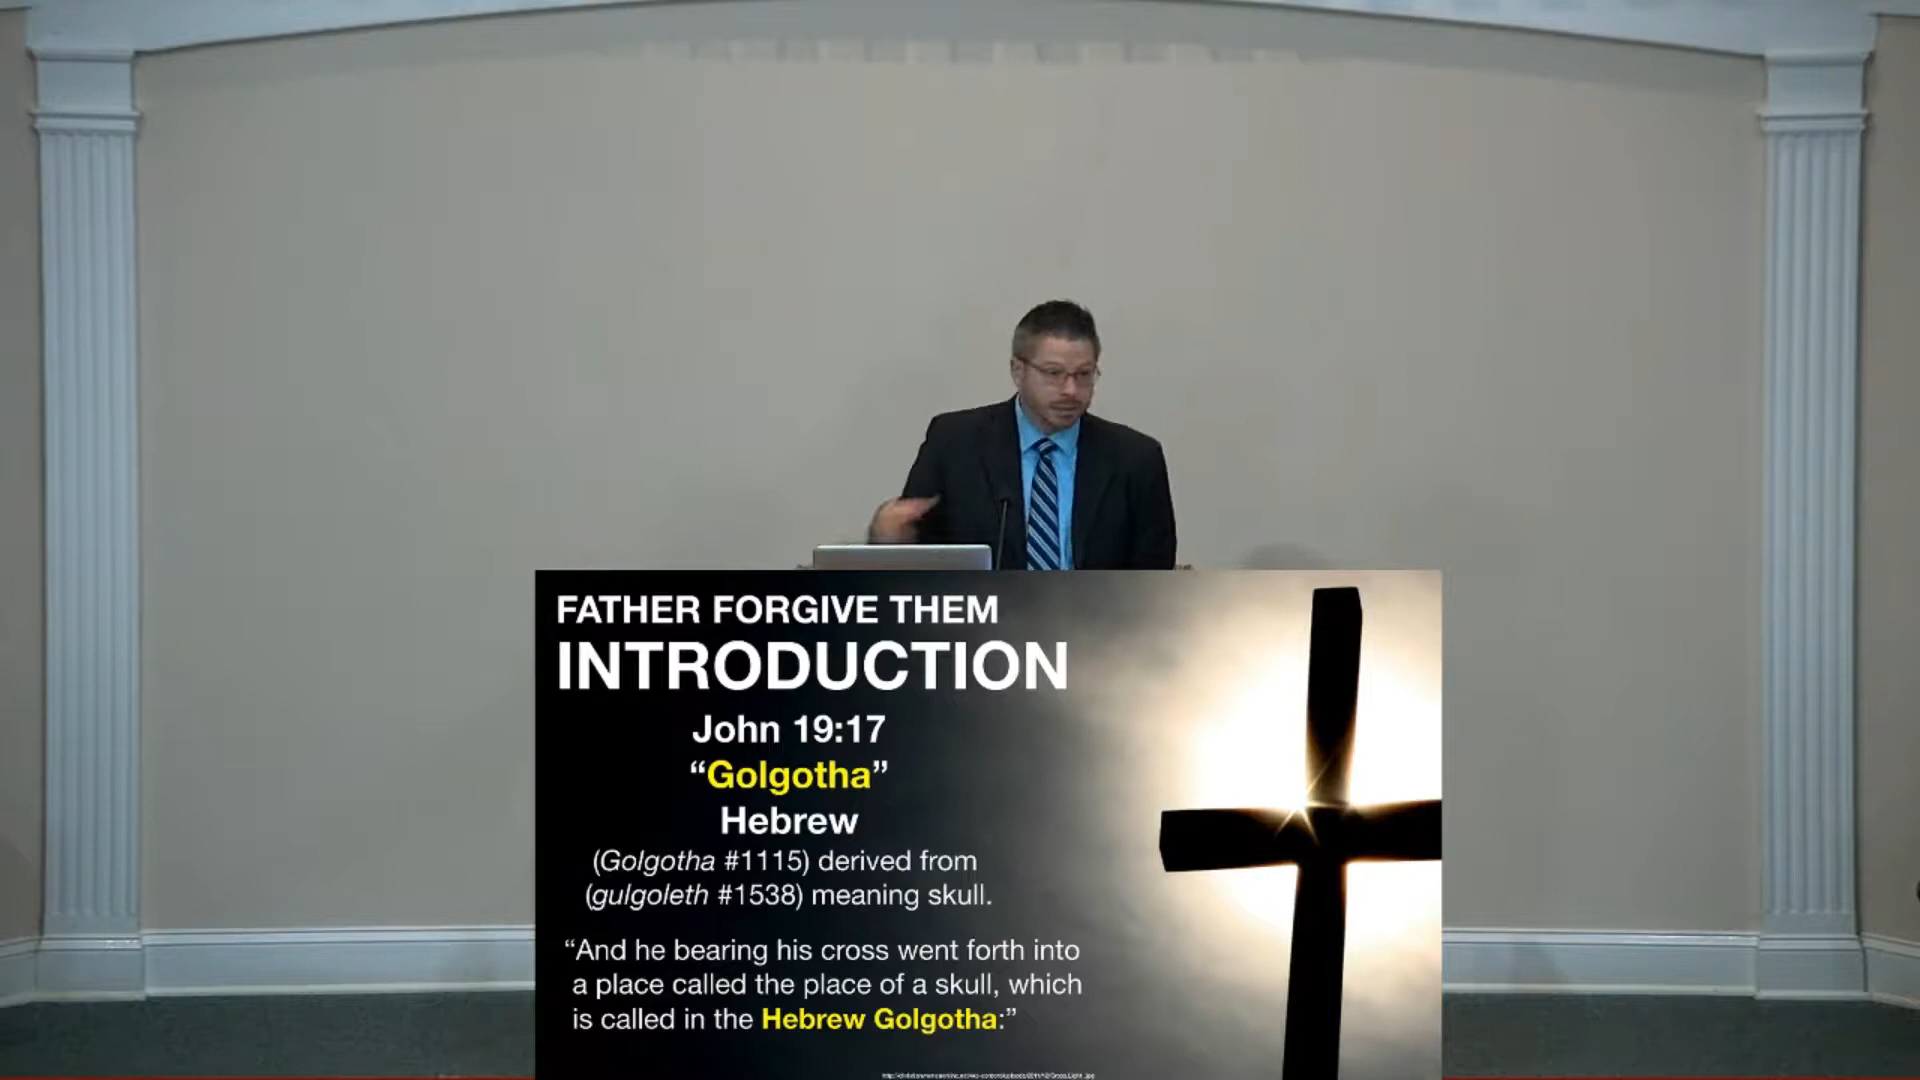 FATHER FORGIVE THEM
INTRODUCTION
John 19:17
“Golgotha”
Hebrew
(Golgotha #1115) derived from
(gulgoleth #1538) meaning skull.
“And he bearing his cross went forth into
a place called the place of a skull, which
is called in the Hebrew Golgotha:”